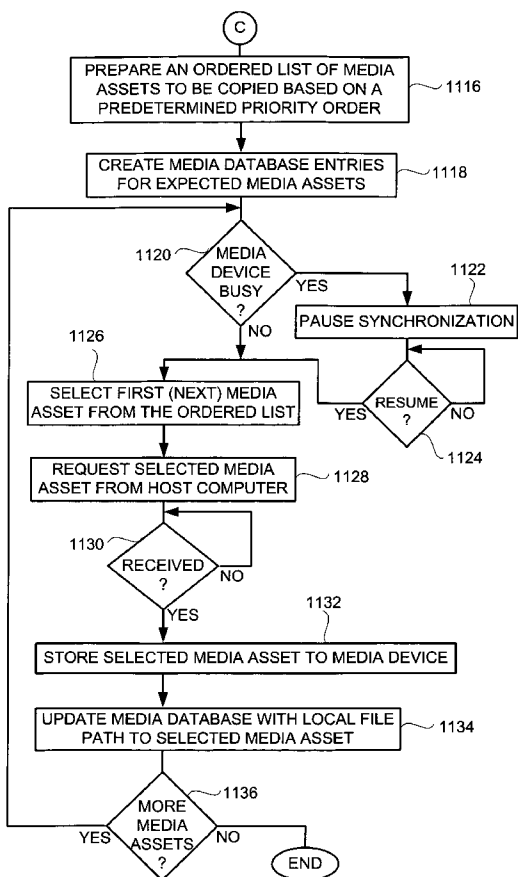 C
PREPARE AN ORDERED LIST OF MEDIA
ASSETS TO BE COPIED BASED ON A
PREDETERMINED PRIORITY ORDER
1116
CREATE MEDIA DATABASE ENTRIES
FOR EXPECTED MEDIA ASSETS
1118
1120
MEDIA
DEVICE
BUSY
?
YES
NO
1122
PAUSE SYNCHRONIZATION
1126
SELECT FIRST (NEXT) MEDIA
ASSET FROM THE ORDERED LIST
YES
RESUME
?
NO
1124
REQUEST SELECTED MEDIA
ASSET FROM HOST COMPUTER
1128
1130
RECEIVED
?
NO
YES
1132
STORE SELECTED MEDIA ASSET TO MEDIA DEVICE
UPDATE MEDIA DATABASE WITH LOCAL FILE
PATH TO SELECTED MEDIA ASSET
1134
1136
MORE
MEDIA
ASSETS
?
YES
NO
END